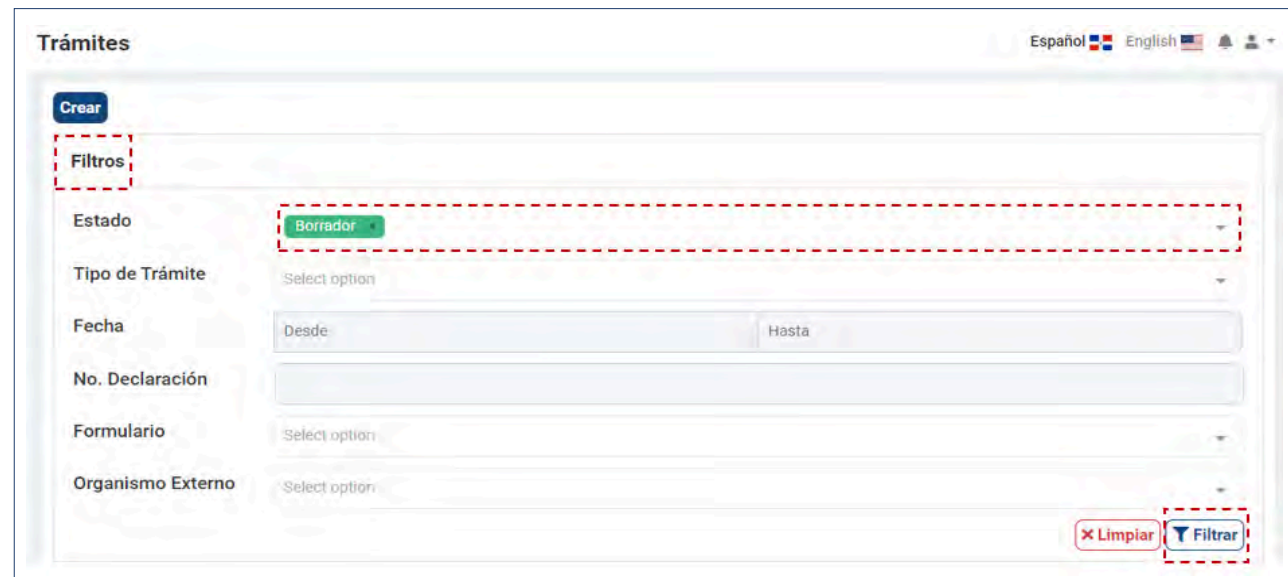 Trámites
Español English
Crear
Filtros
Estado
Borrador ×
Tipo de Trámite
Select option
Fecha
Desde
Hasta
No. Declaración
Formulario
Select option
Organismo Externo
Select option
× Limpiar
Filtrar